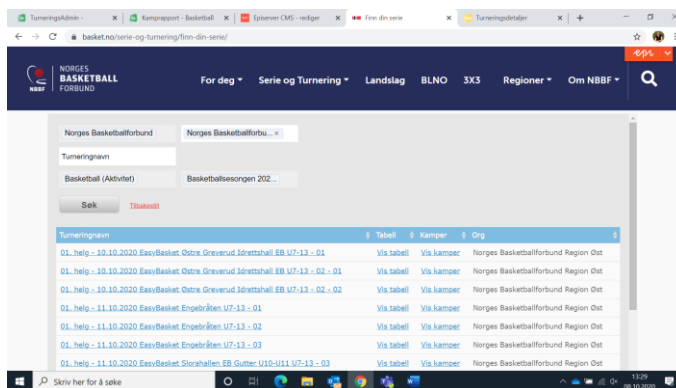 TurneringsAdmin -
Kamprapport - Basketball
Episerver CMS - rediger
Finn din serie
Turneringsdetaljer
basket.no/serie-og-turnering/finn-din-serie/
epi
NORGES
BASKETBALL
FORBUND
NBBF
For deg Serie og Turnering Landslag BLNO 3X3 Regioner Om NBBF
Norges Basketballforbund Norges Basketballforbu... ×
Turneringnavn
Basketball (Aktivitet) Basketballsesongen 202...
Søk Tilbakestill
Turneringnavn Tabell Kamper Org
01. helg - 10.10.2020 EasyBasket Østre Greverud Idrettshall EB U7-13 - 01 Vis tabell Vis kamper Norges Basketballforbund Region Øst
01. helg - 10.10.2020 EasyBasket Østre Greverud Idrettshall EB U7-13 - 02 - 01 Vis tabell Vis kamper Norges Basketballforbund Region Øst
01. helg - 10.10.2020 EasyBasket Østre Greverud Idrettshall EB U7-13 - 02 - 02 Vis tabell Vis kamper Norges Basketballforbund Region Øst
01. helg - 11.10.2020 EasyBasket Engebråten U7-13 - 01 Vis tabell Vis kamper Norges Basketballforbund Region Øst
01. helg - 11.10.2020 EasyBasket Engebråten U7-13 - 02 Vis tabell Vis kamper Norges Basketballforbund Region Øst
01. helg - 11.10.2020 EasyBasket Engebråten U7-13 - 03 Vis tabell Vis kamper Norges Basketballforbund Region Øst
01. helg - 11.10.2020 EasyBasket Slorahallen EB Gutter U10-U11 U7-13 - 03 Vis tabell Vis kamper Norges Basketballforbund Region Øst
Skriv her for å søke
13:29
08.10.2020